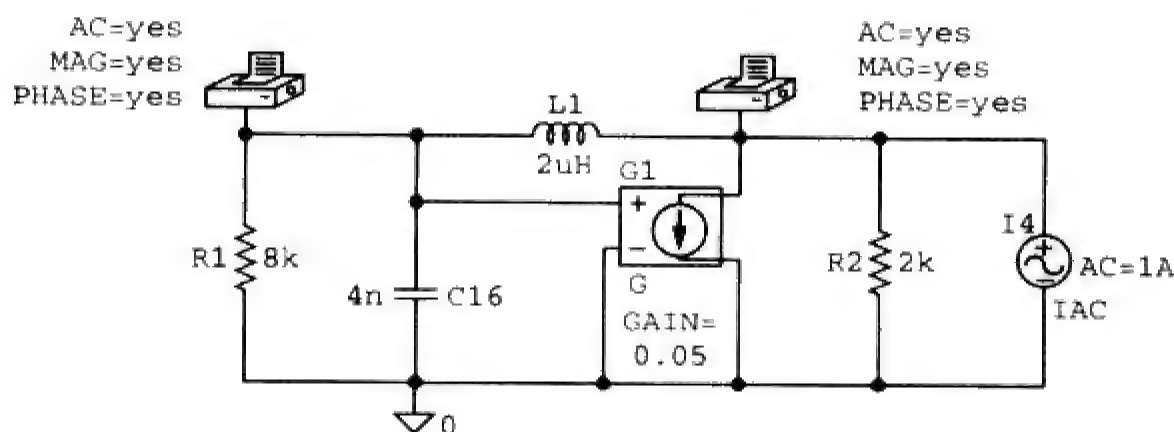 AC=yes
MAG=yes
PHASE=yes
AC=yes
MAG=yes
PHASE=yes
L1
2uH
G1
+
−
G
GAIN=
0.05
R1
8k
4n
C16
R2
2k
I4
+
−
AC=1A
IAC
0